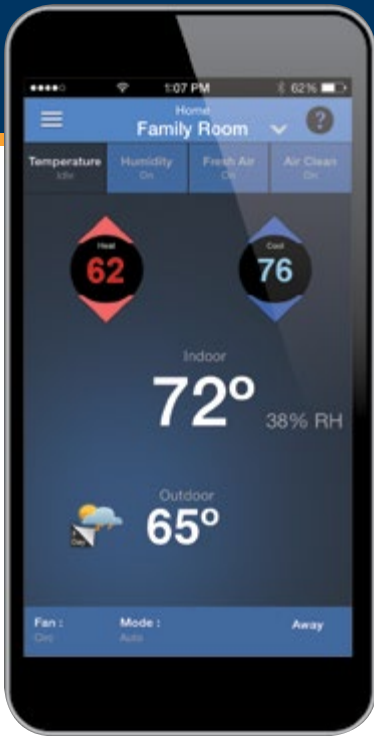 1:07 PM 62%
Home
Family Room ?
Temperature Humidity Fresh Air Air Clean
Idle On On On
Heat Cool
62 76
Indoor
72°
38% RH
Outdoor
65°
Day
Fan : Mode : Away
Circ Auto